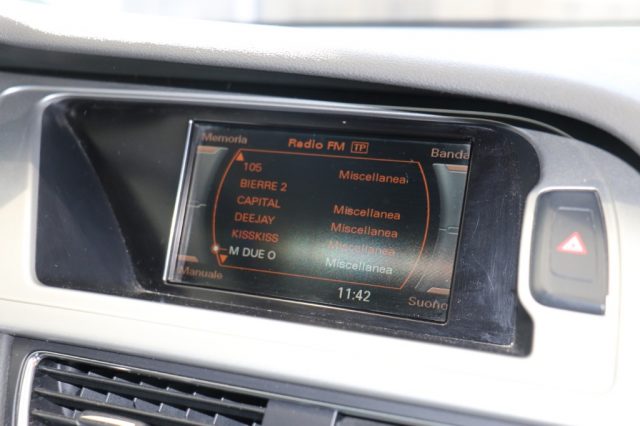 Memoria Radio FM TP Banda
105 Miscellanea
BIERRE 2
CAPITAL Miscellanea
DEEJAY Miscellanea
KISSKISS Miscellanea
M DUE O Miscellanea
Manuale 11:42 Suono